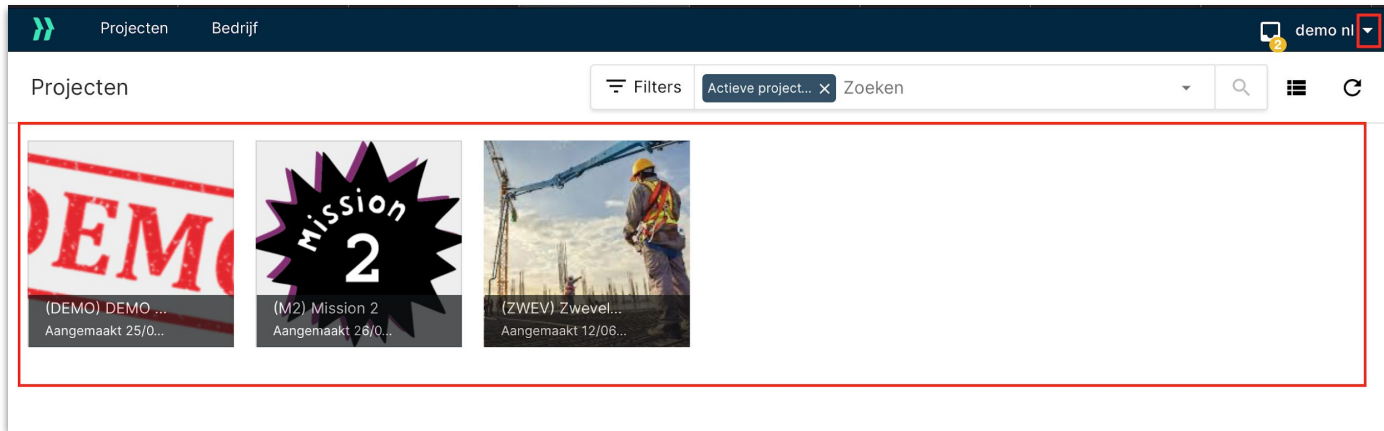 Projecten Bedrijf demo nl
2
Projecten Filters Actieve project... Zoeken
DEMO
Mission
2
(DEMO) DEMO ...
Aangemaakt 25/0...
(M2) Mission 2
Aangemaakt 26/0...
(ZWEV) Zwevel...
Aangemaakt 12/06...